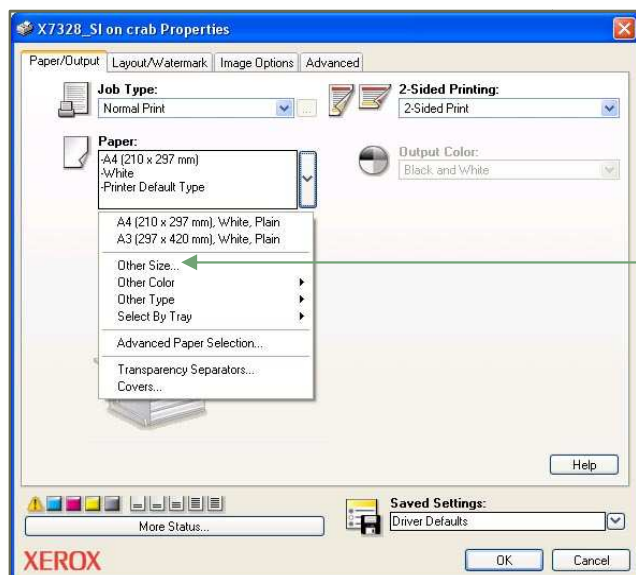 X7328_SI on crab Properties
Paper/Output Layout/Watermark Image Options Advanced
Job Type:
Normal Print
...
2-Sided Printing:
2-Sided Print
Paper:
-A4 (210 x 297 mm)
-White
-Printer Default Type
Output Color:
Black and White
A4 (210 x 297 mm), White, Plain
A3 (297 x 420 mm), White, Plain
Other Size...
Other Color
Other Type
Select By Tray
Advanced Paper Selection...
Transparency Separators...
Covers...
Help
More Status...
Saved Settings:
Driver Defaults
XEROX
OK Cancel